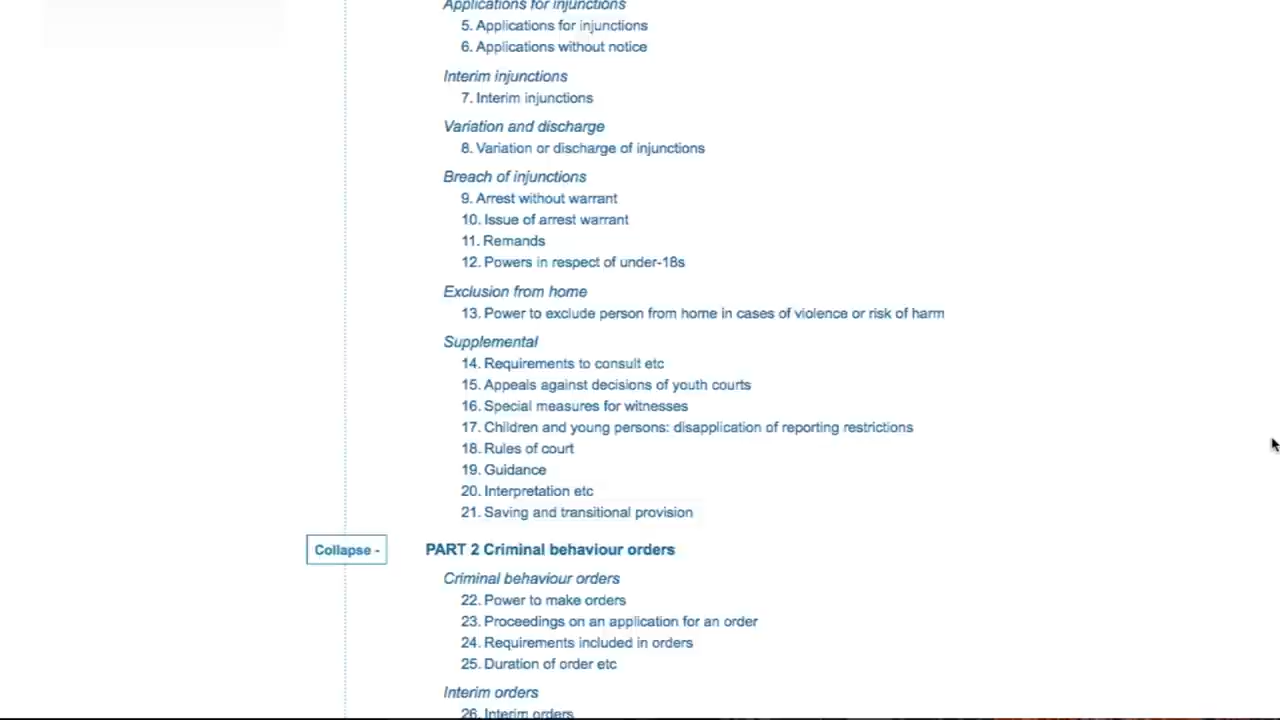 Applications for injunctions
5. Applications for injunctions
6. Applications without notice
Interim injunctions
7. Interim injunctions
Variation and discharge
8. Variation or discharge of injunctions
Breach of injunctions
9. Arrest without warrant
10. Issue of arrest warrant
11. Remands
12. Powers in respect of under-18s
Exclusion from home
13. Power to exclude person from home in cases of violence or risk of harm
Supplemental
14. Requirements to consult etc
15. Appeals against decisions of youth courts
16. Special measures for witnesses
17. Children and young persons: disapplication of reporting restrictions
18. Rules of court
19. Guidance
20. Interpretation etc
21. Saving and transitional provision
Collapse -
PART 2 Criminal behaviour orders
Criminal behaviour orders
22. Power to make orders
23. Proceedings on an application for an order
24. Requirements included in orders
25. Duration of order etc
Interim orders
26. Interim orders